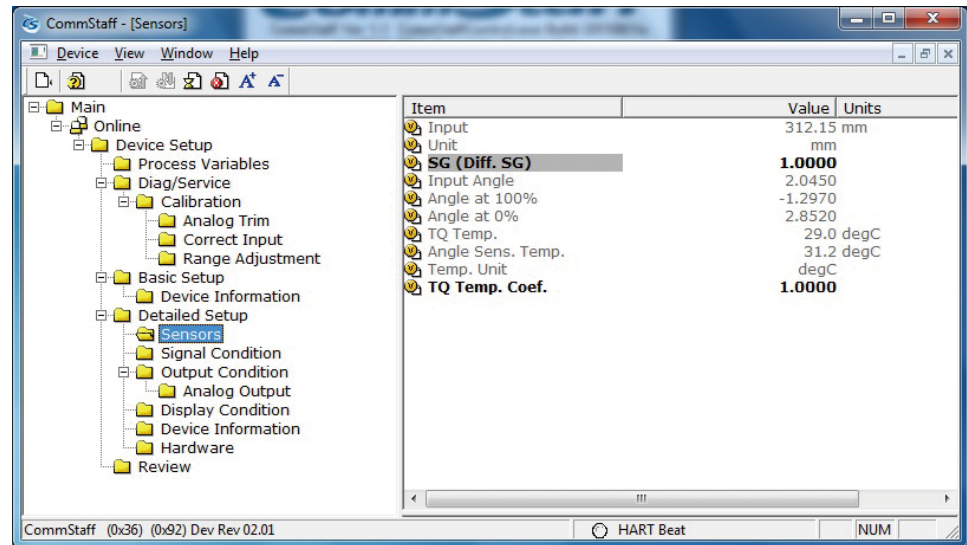 CommStaff - [Sensors]
Device View Window Help
Main
Online
Device Setup
Process Variables
Diag/Service
Calibration
Analog Trim
Correct Input
Range Adjustment
Basic Setup
Device Information
Detailed Setup
Sensors
Signal Condition
Output Condition
Analog Output
Display Condition
Device Information
Hardware
Review
Item Value Units
Input 312.15 mm
Unit mm
SG (Diff. SG) 1.0000
Input Angle 2.0450
Angle at 100% -1.2970
Angle at 0% 2.8520
TQ Temp. 29.0 degC
Angle Sens. Temp. 31.2 degC
Temp. Unit degC
TQ Temp. Coef. 1.0000
CommStaff (0x36) (0x92) Dev Rev 02.01 HART Beat NUM